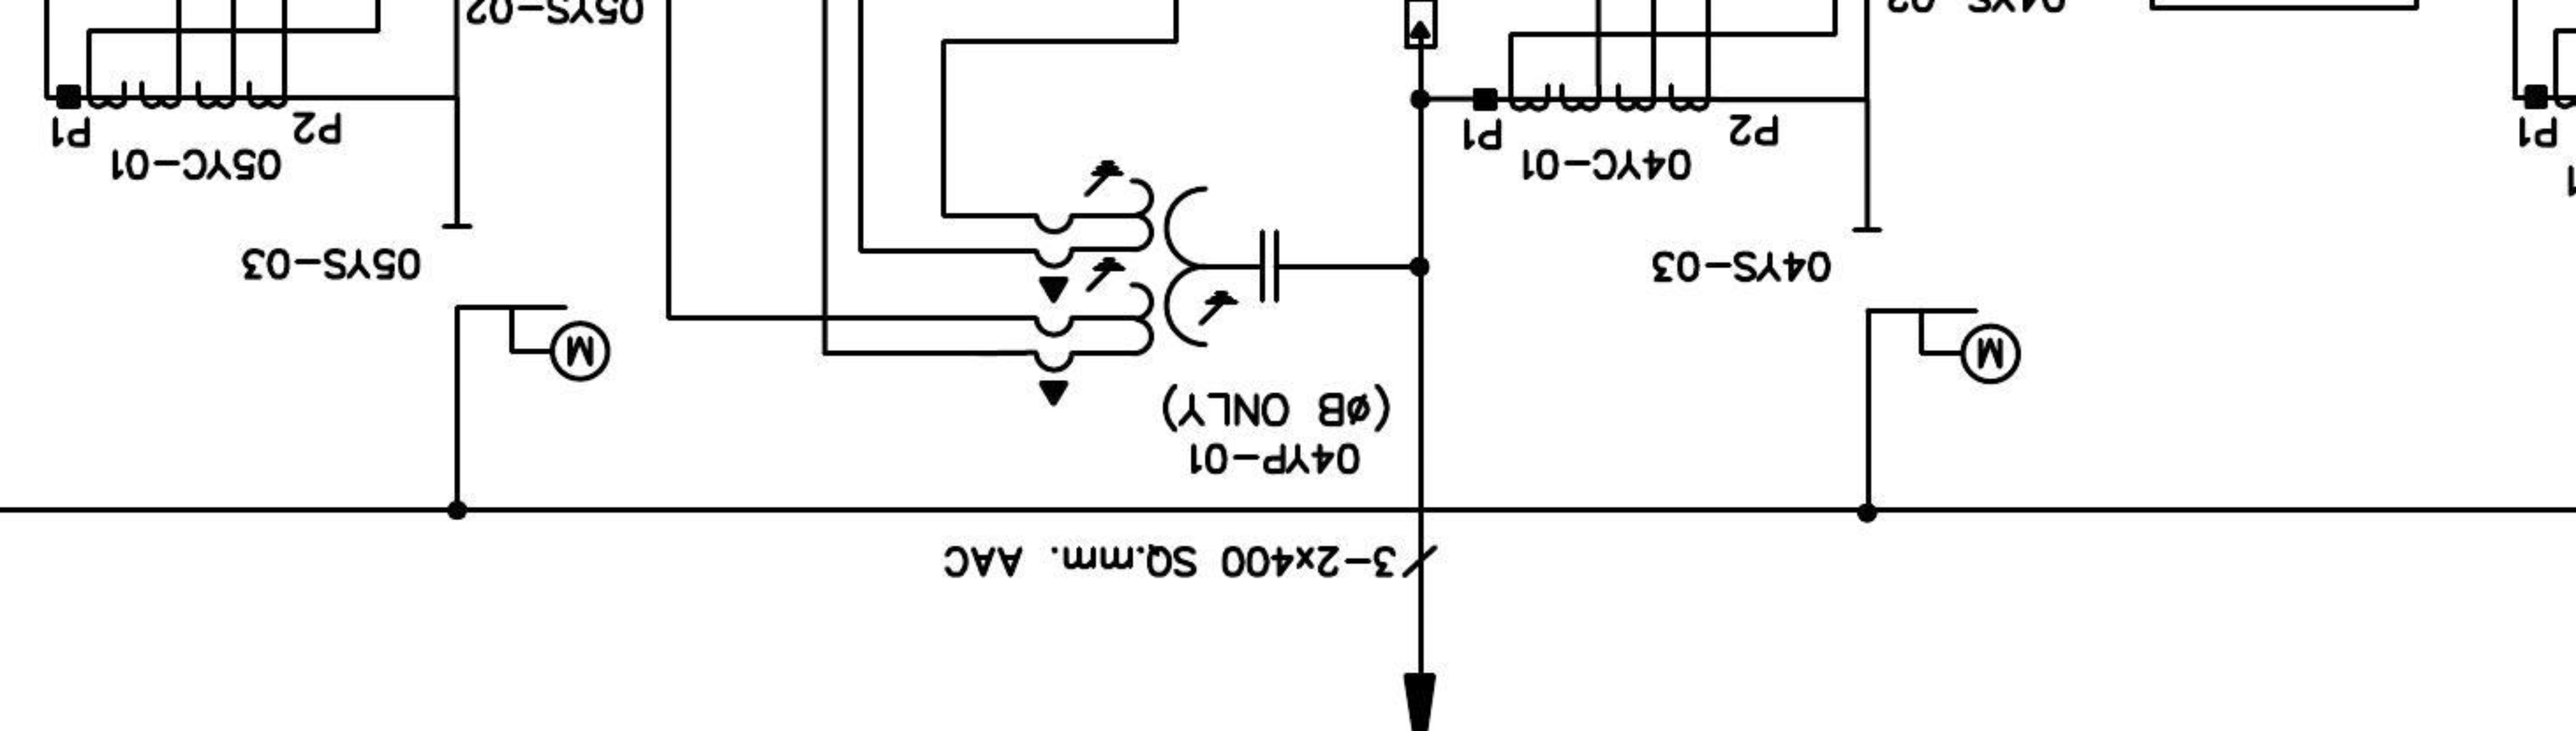 3-2x400 SQ.mm. AAC
04YP-01
(ØB ONLY)
M
M
04YS-03
05YS-03
04YC-01
05YC-01
P1
P2
P1
P2
P1
05YS-02